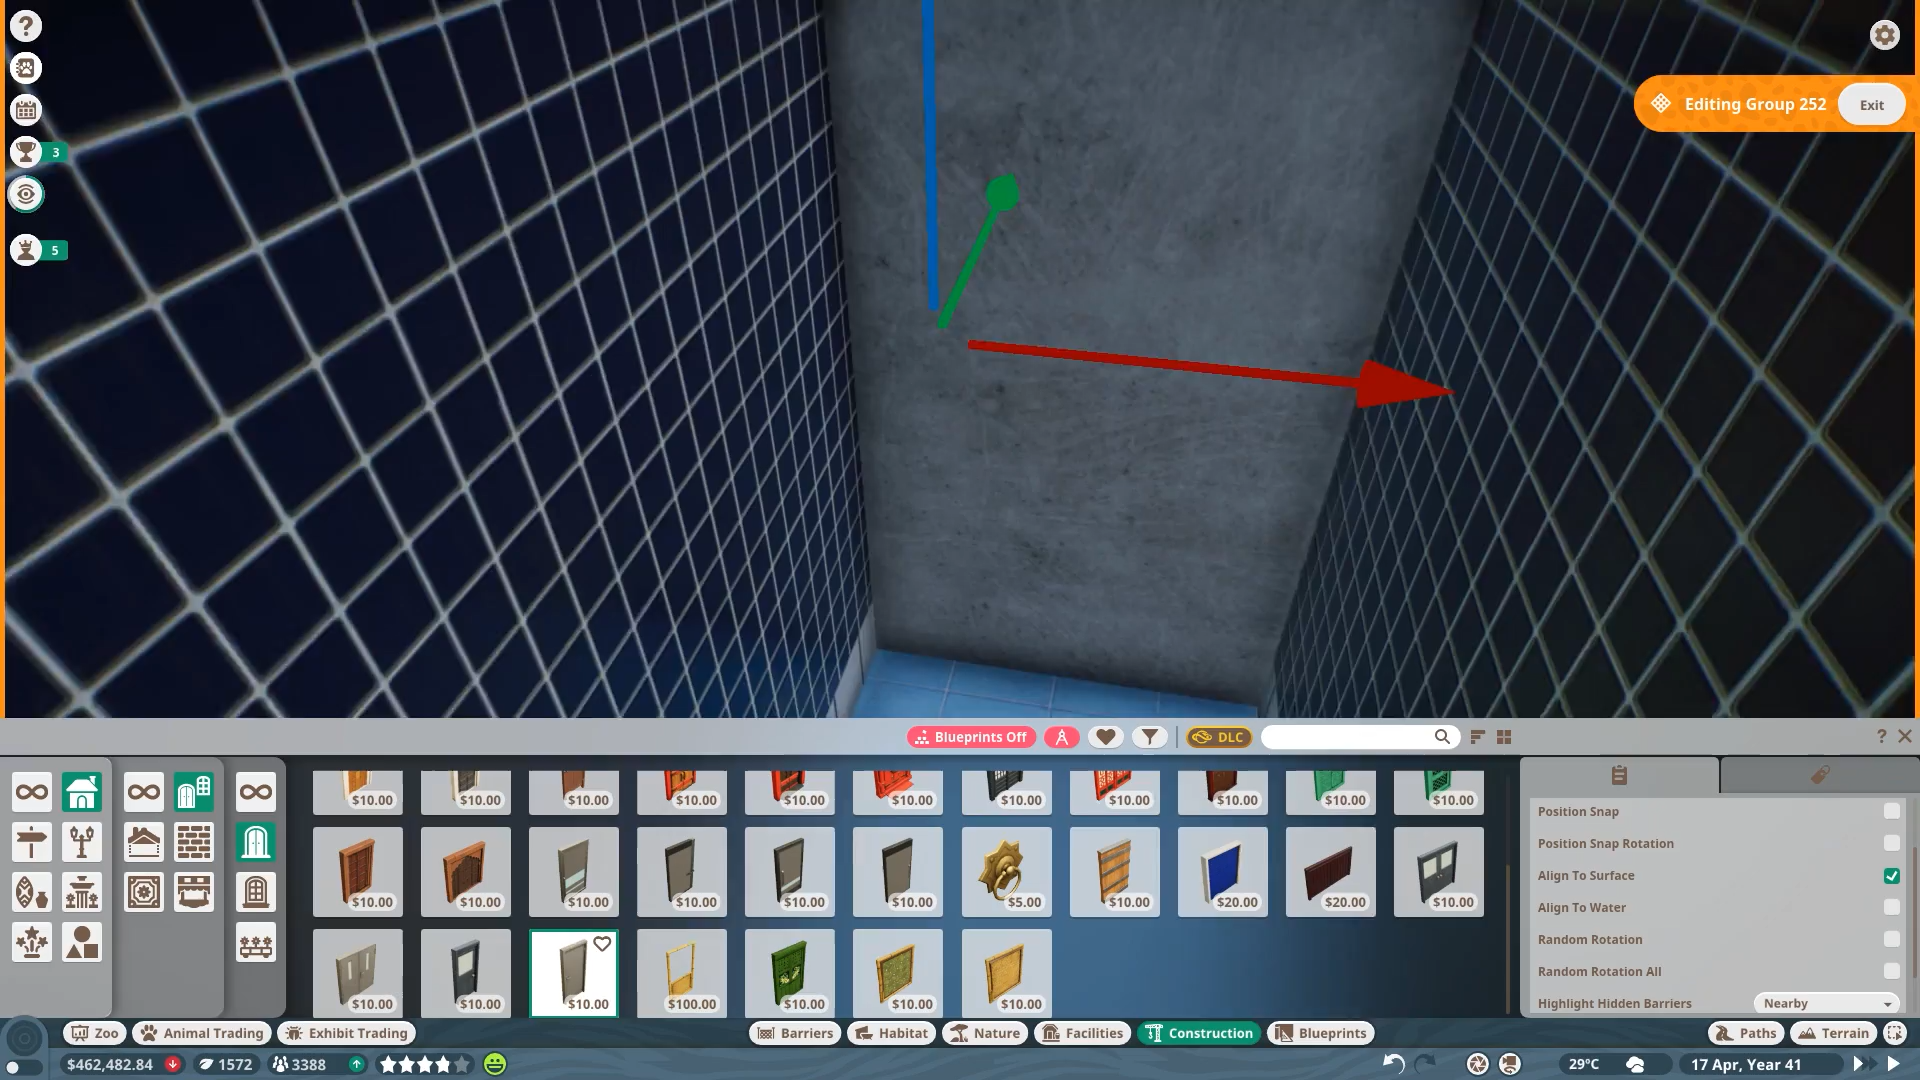 Editing Group 252
Exit
3
5
Blueprints Off
DLC
?
$10.00 $10.00 $10.00 $10.00 $10.00 $10.00 $10.00 $10.00 $10.00 $10.00 $10.00
$10.00 $10.00 $10.00 $10.00 $10.00 $10.00 $5.00 $10.00 $20.00 $20.00 $10.00
$10.00 $10.00 $10.00 $100.00 $10.00 $10.00 $10.00
Position Snap
Position Snap Rotation
Align To Surface
Align To Water
Random Rotation
Random Rotation All
Highlight Hidden Barriers Nearby
Zoo Animal Trading Exhibit Trading Barriers Habitat Nature Facilities Construction Blueprints Paths Terrain
$462,482.84 1572 3388 29°C 17 Apr, Year 41